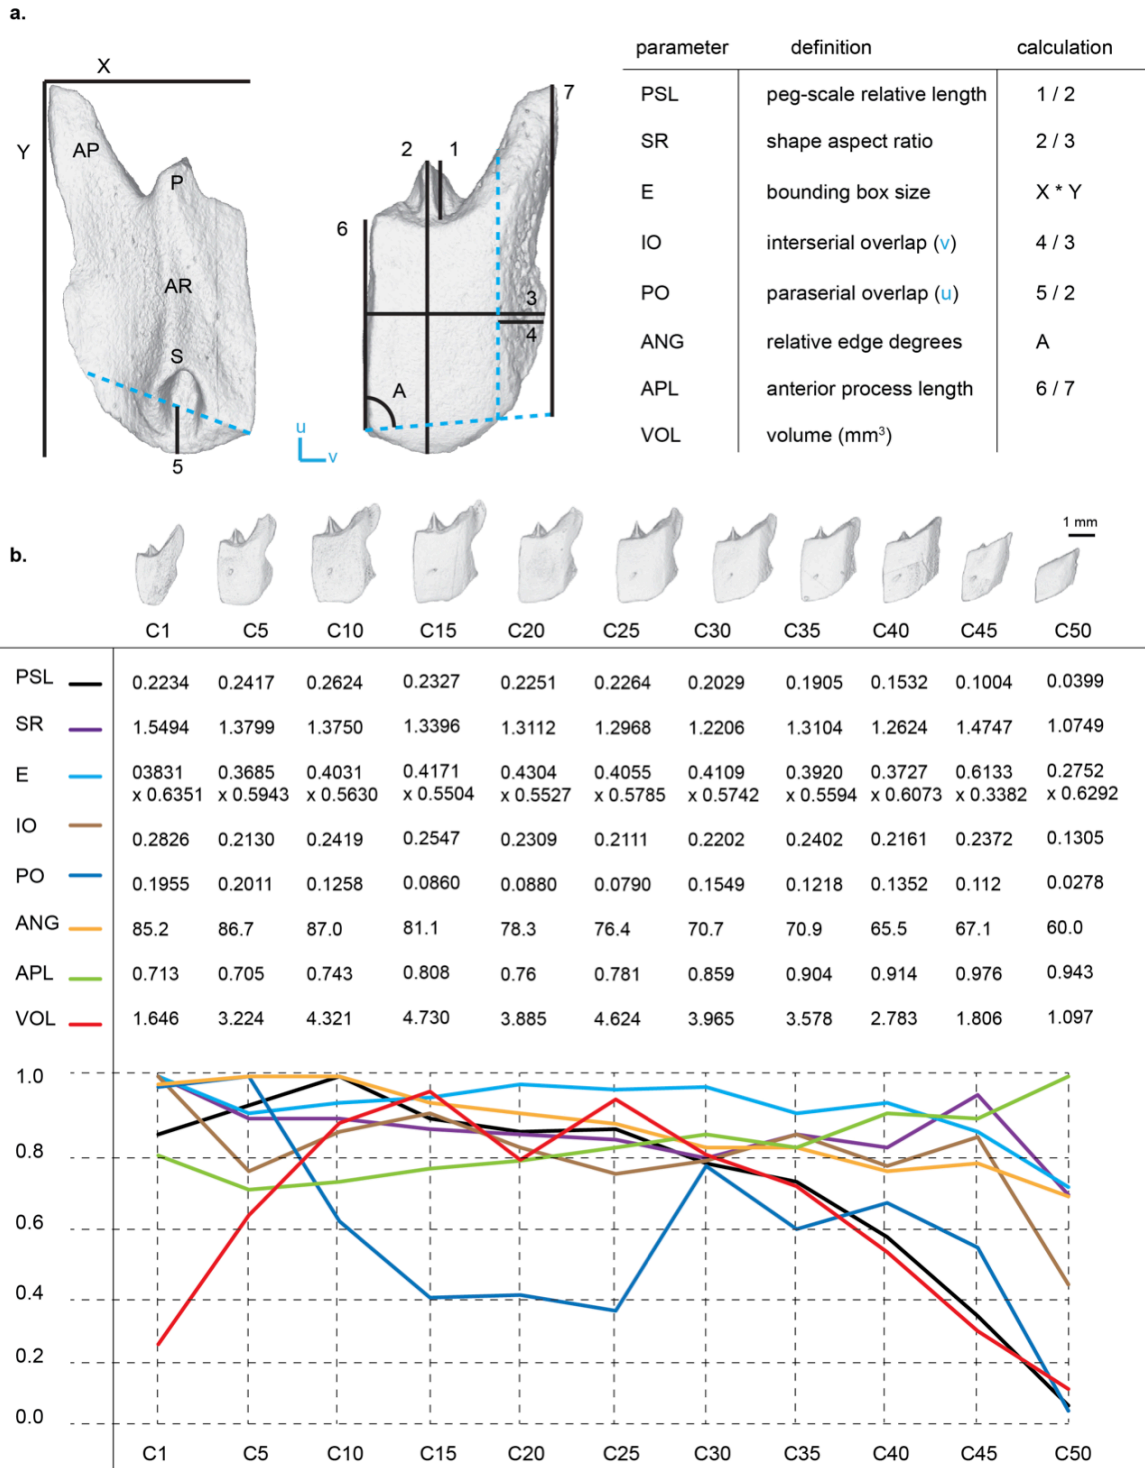 a.
X
Y
AP
P
AR
S
5
u
v
2
1
7
6
3
4
A
parameter definition calculation
PSL peg-scale relative length 1 / 2
SR shape aspect ratio 2 / 3
E bounding box size X * Y
IO interserial overlap (v) 4 / 3
PO paraserial overlap (u) 5 / 2
ANG relative edge degrees A
APL anterior process length 6 / 7
VOL volume (mm³)
b.
1 mm
C1 C5 C10 C15 C20 C25 C30 C35 C40 C45 C50
PSL 0.2234 0.2417 0.2624 0.2327 0.2251 0.2264 0.2029 0.1905 0.1532 0.1004 0.0399
SR 1.5494 1.3799 1.3750 1.3396 1.3112 1.2968 1.2206 1.3104 1.2624 1.4747 1.0749
E 03831 0.3685 0.4031 0.4171 0.4304 0.4055 0.4109 0.3920 0.3727 0.6133 0.2752
x 0.6351 x 0.5943 x 0.5630 x 0.5504 x 0.5527 x 0.5785 x 0.5742 x 0.5594 x 0.6073 x 0.3382 x 0.6292
IO 0.2826 0.2130 0.2419 0.2547 0.2309 0.2111 0.2202 0.2402 0.2161 0.2372 0.1305
PO 0.1955 0.2011 0.1258 0.0860 0.0880 0.0790 0.1549 0.1218 0.1352 0.112 0.0278
ANG 85.2 86.7 87.0 81.1 78.3 76.4 70.7 70.9 65.5 67.1 60.0
APL 0.713 0.705 0.743 0.808 0.76 0.781 0.859 0.904 0.914 0.976 0.943
VOL 1.646 3.224 4.321 4.730 3.885 4.624 3.965 3.578 2.783 1.806 1.097
1.0
0.8
0.6
0.4
0.2
0.0
C1 C5 C10 C15 C20 C25 C30 C35 C40 C45 C50